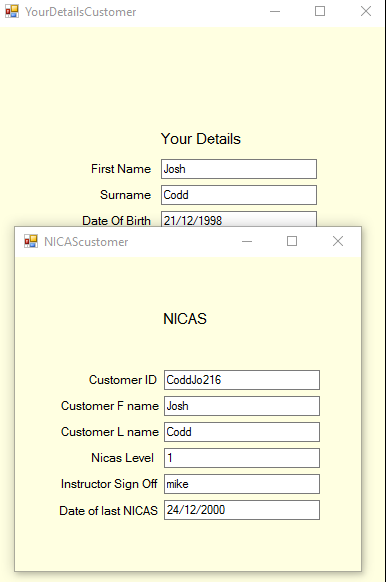 YourDetailsCustomer
Your Details
First Name Josh
Surname Codd
Date Of Birth 21/12/1998
NICAScustomer
NICAS
Customer ID CoddJo216
Customer F name Josh
Customer L name Codd
Nicas Level 1
Instructor Sign Off mike
Date of last NICAS 24/12/2000